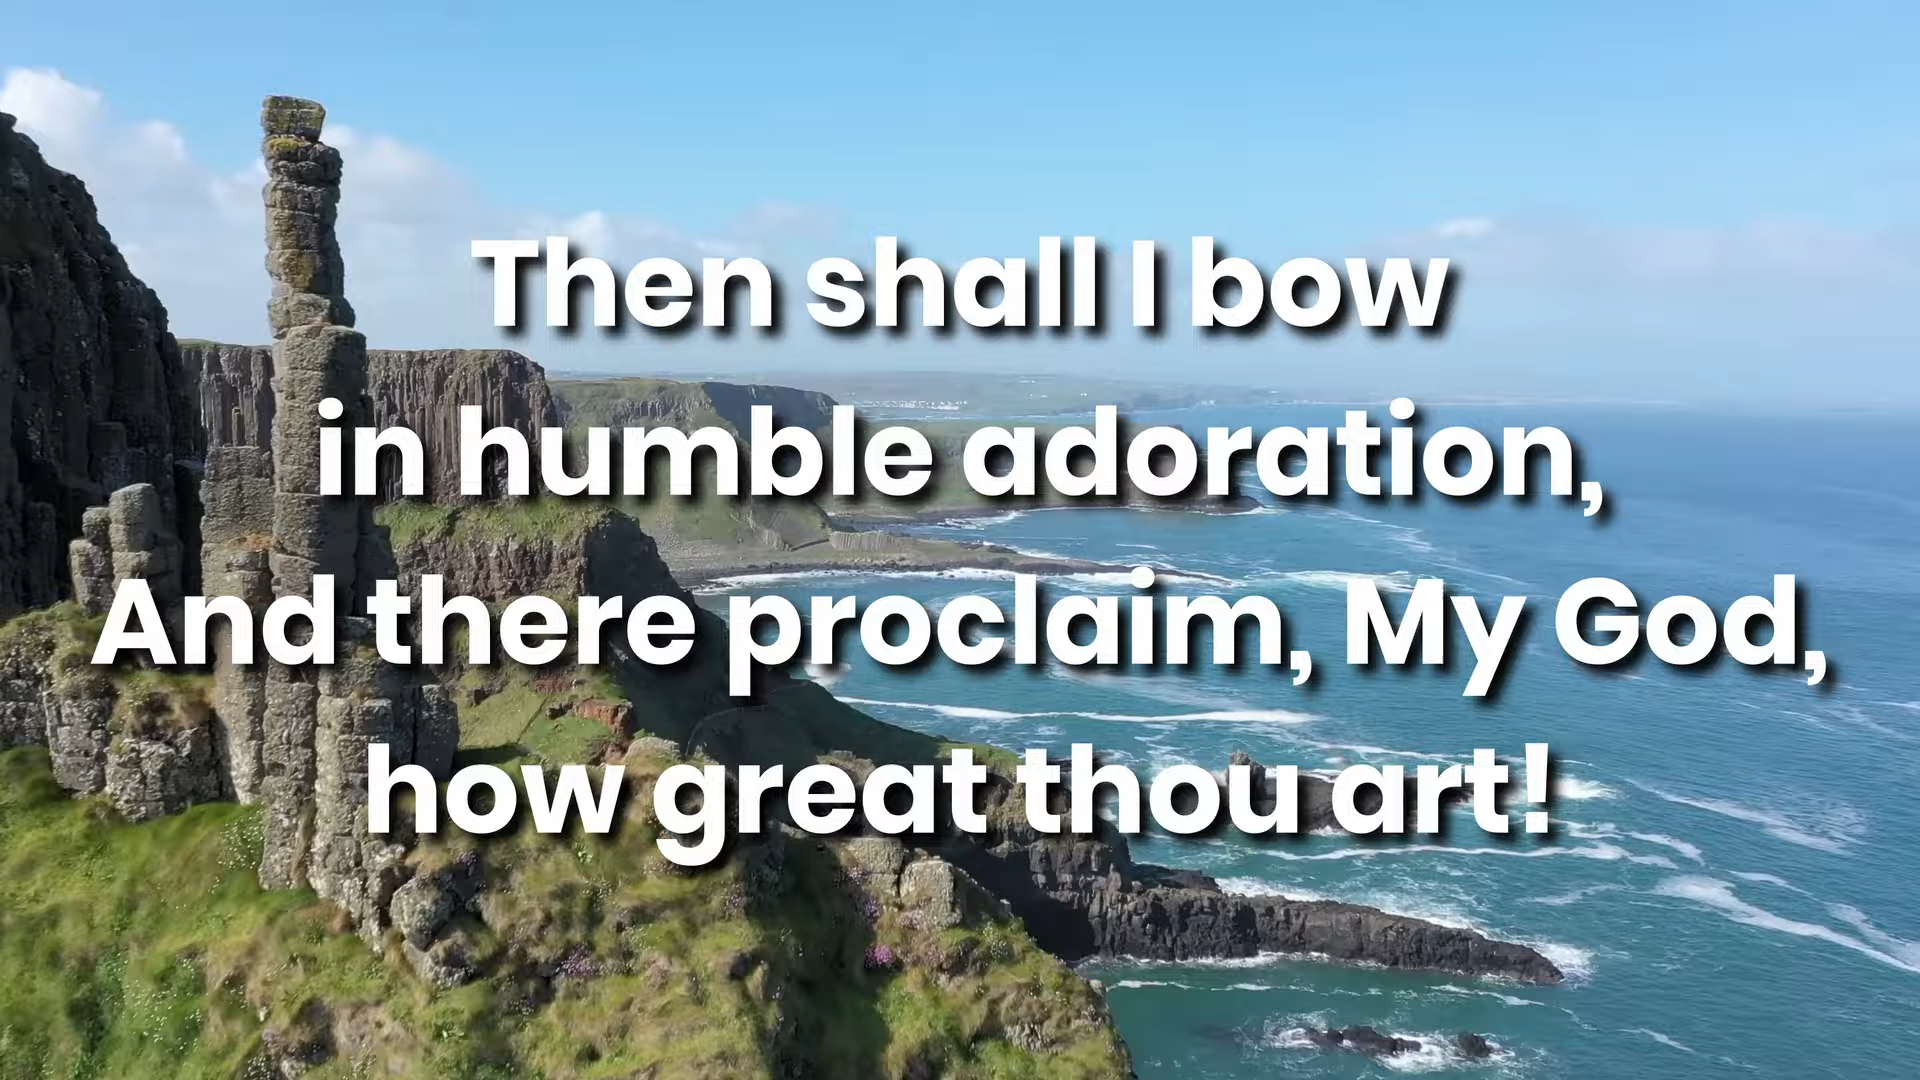 Then shall I bow
in humble adoration,
And there proclaim, My God,
how great thou art!